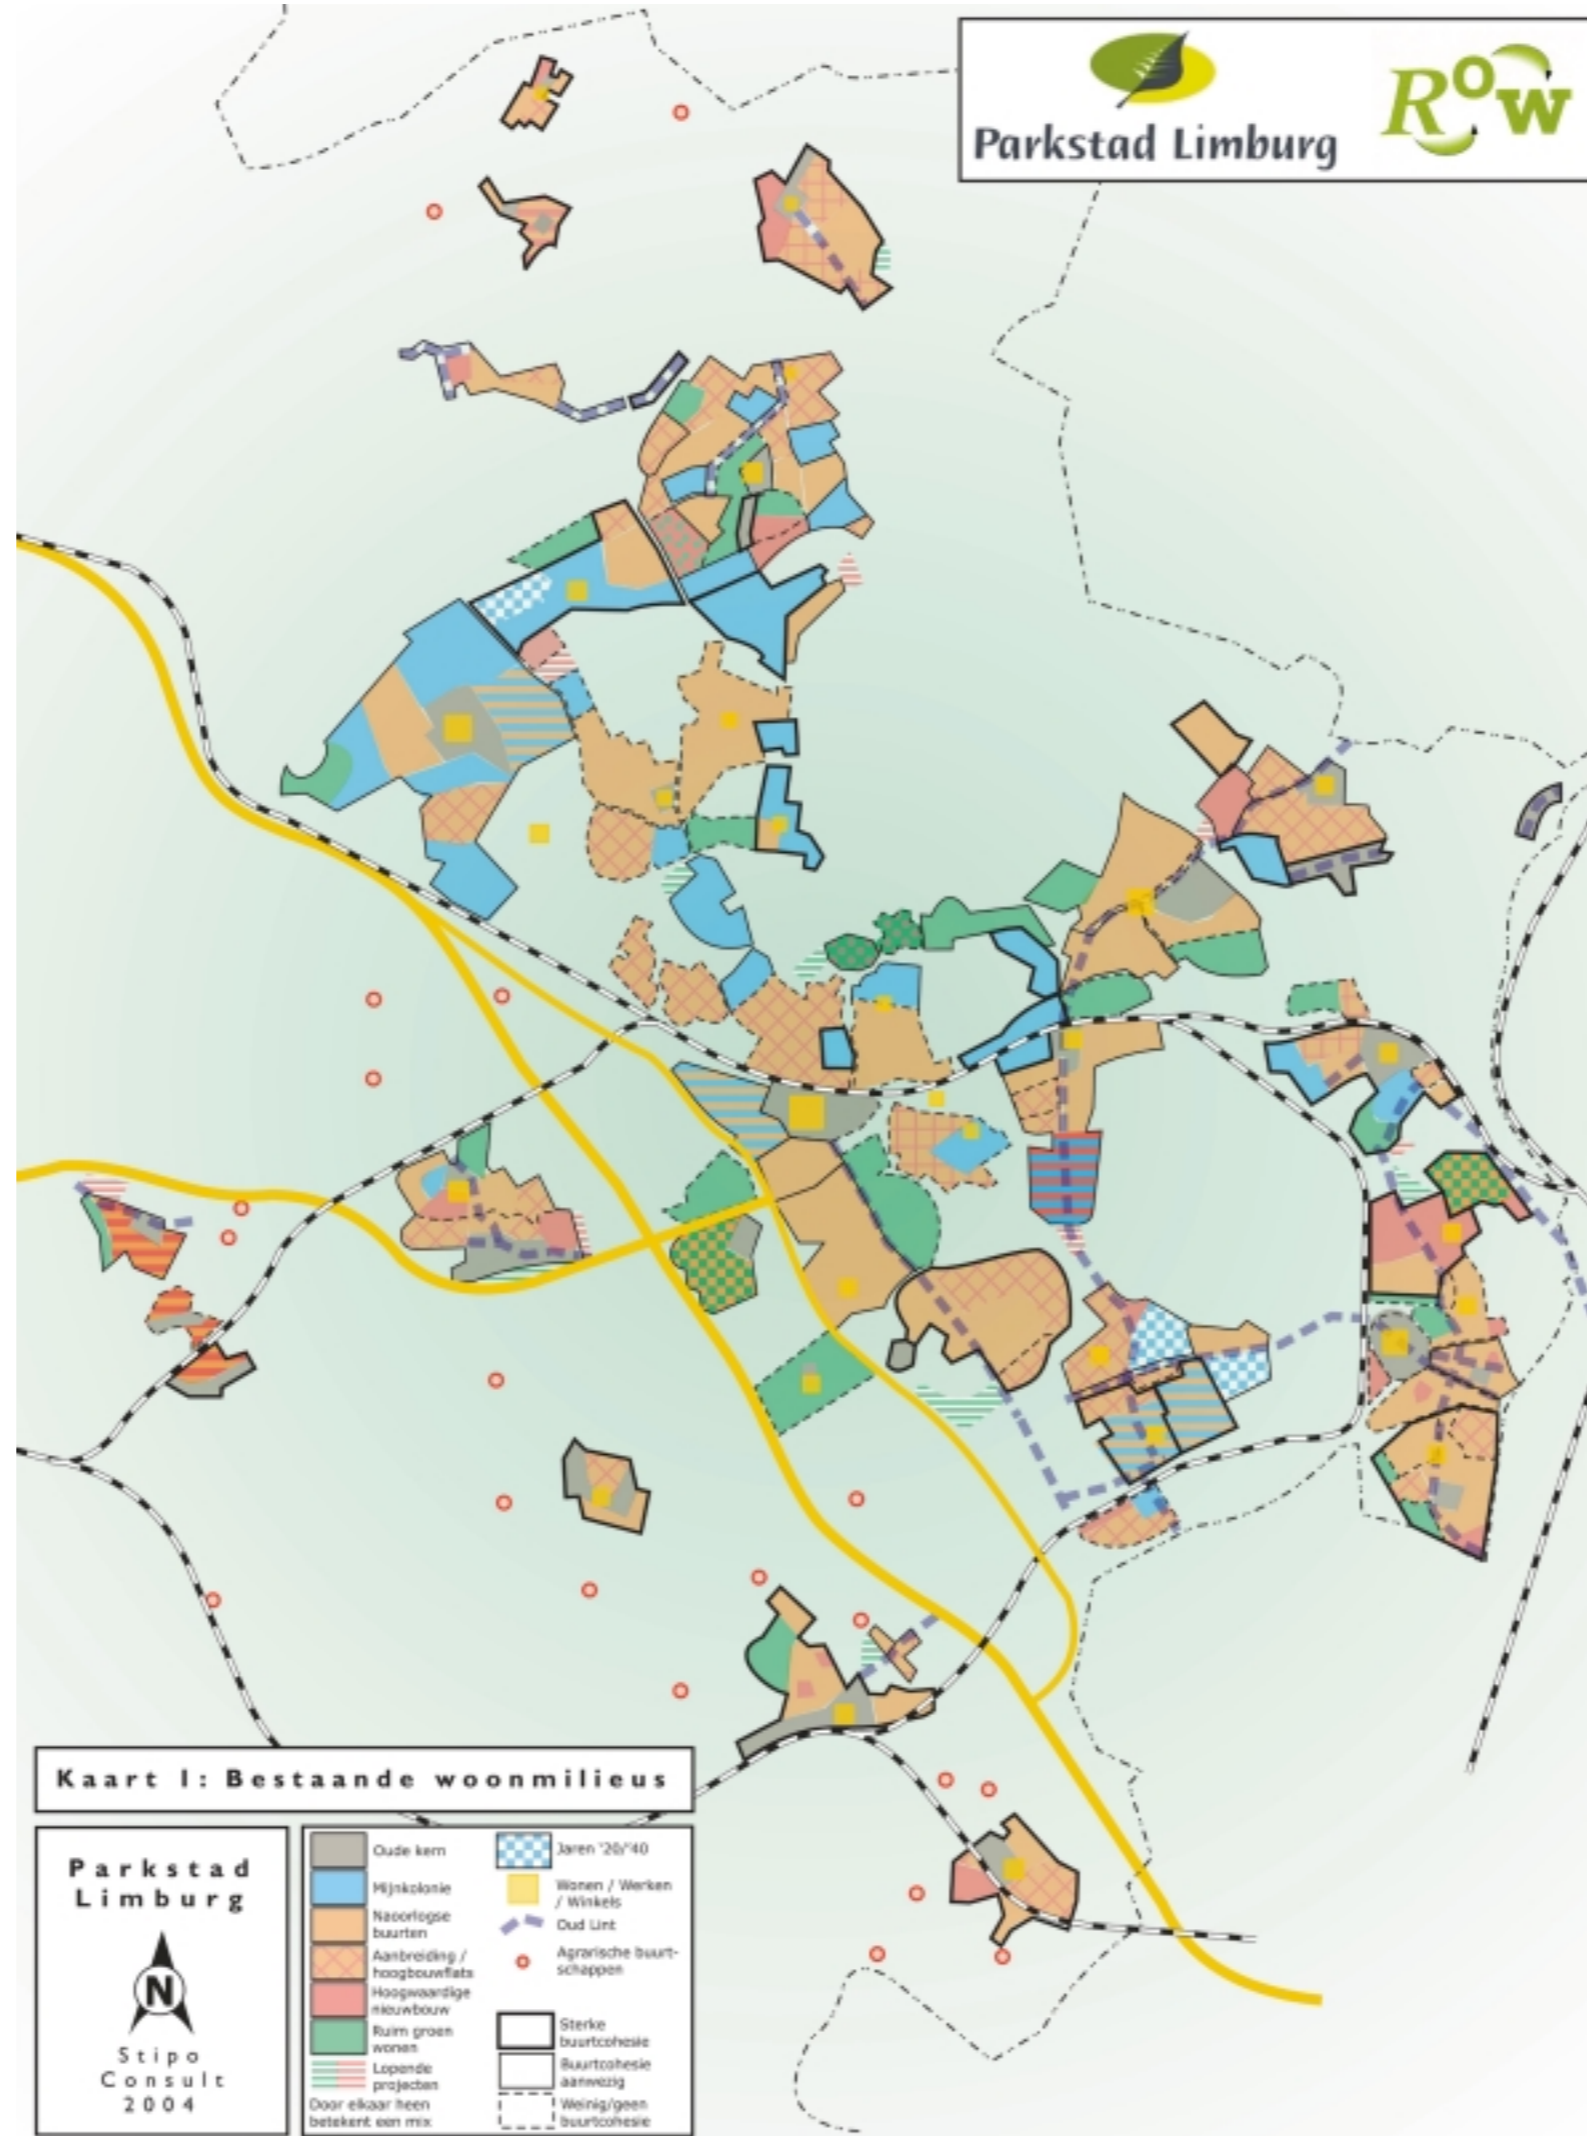 Parkstad Limburg
ROW
Kaart 1: Bestaande woonmilieus
Parkstad
Limburg
N
Stipo
Consult
2004
Oude kern
Mijnkolonie
Naoorlogse
buurten
Aanbreiding /
hoogbouwflats
Hoogwaardige
nieuwbouw
Ruim groen
wonen
Lopende
projecten
Door elkaar heen
betekent een mix
Jaren '20/'40
Wonen / Werken
/ Winkels
Oud Lint
Agrarische buurt-
schappen
Sterke
buurtcohesie
Buurtcohesie
aanwezig
Weinig/geen
buurtcohesie